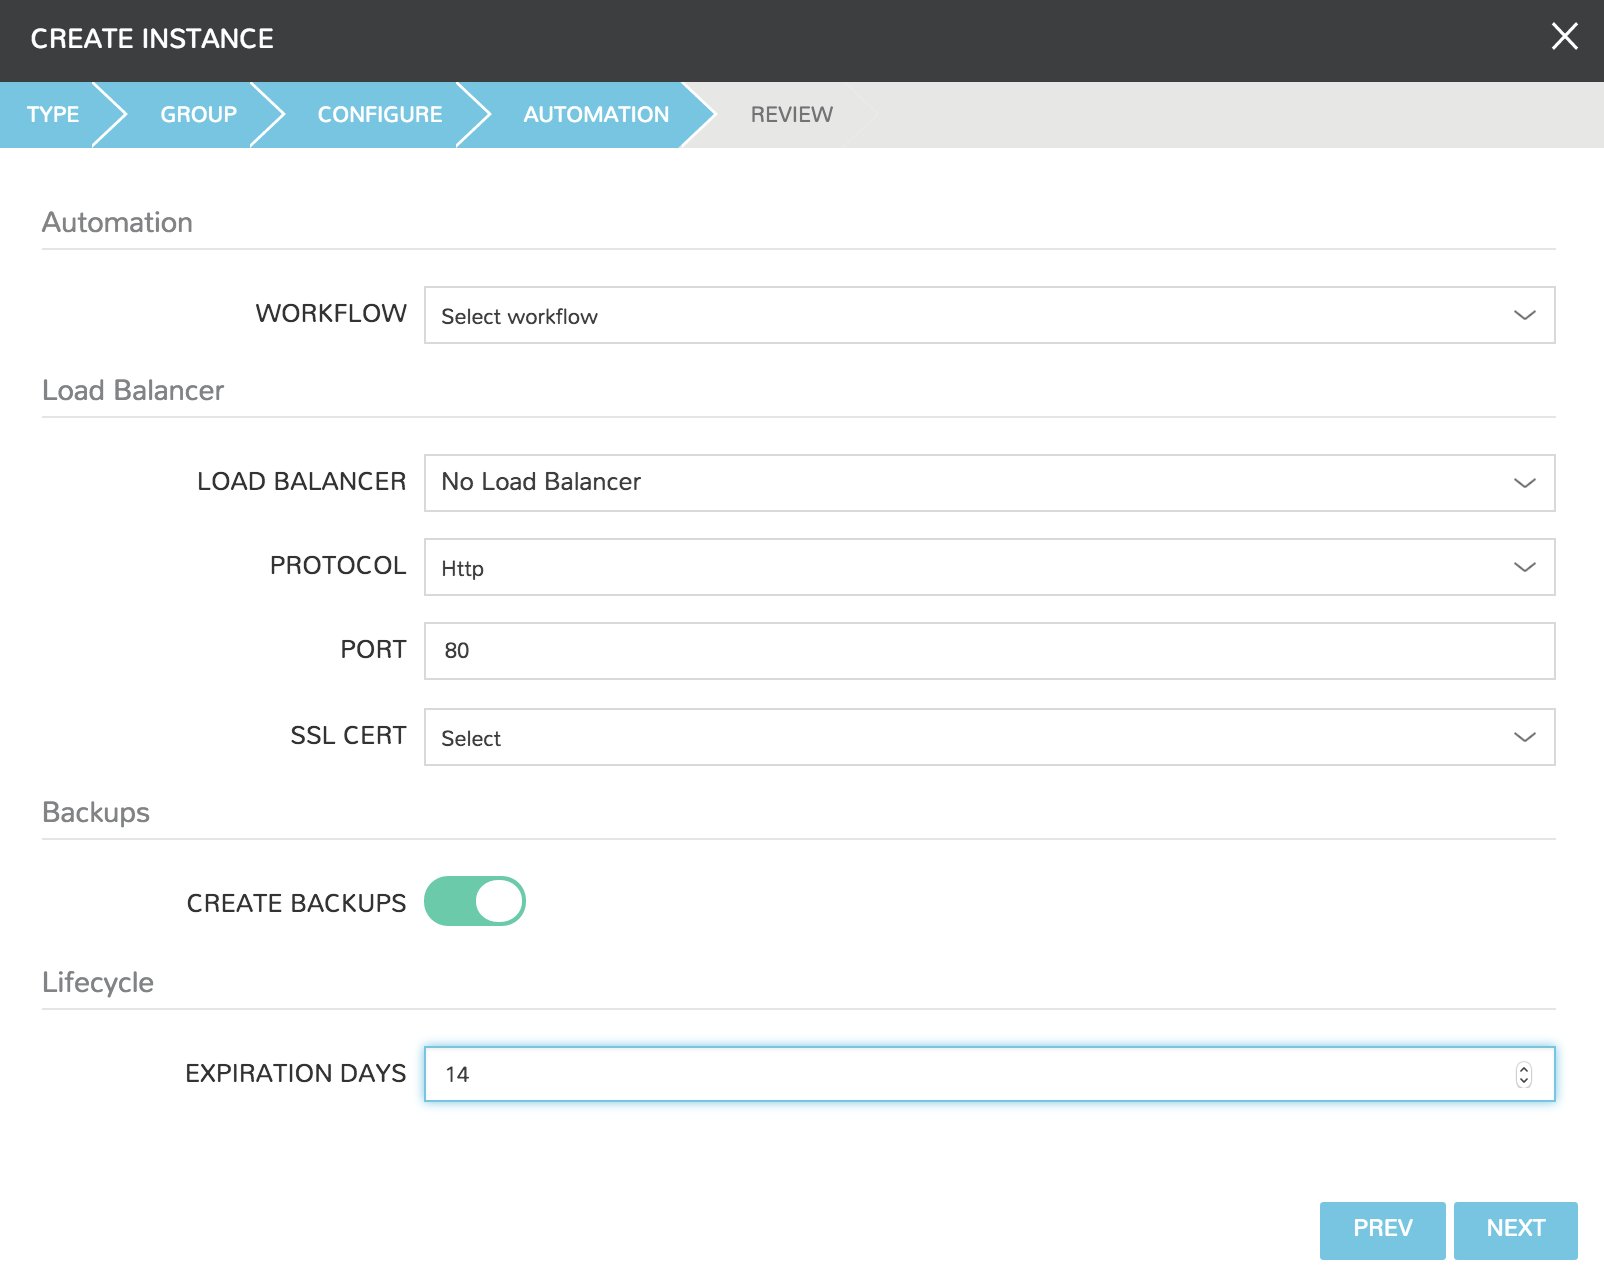 CREATE INSTANCE
TYPE GROUP CONFIGURE AUTOMATION REVIEW
Automation
WORKFLOW Select workflow
Load Balancer
LOAD BALANCER No Load Balancer
PROTOCOL Http
PORT 80
SSL CERT Select
Backups
CREATE BACKUPS
Lifecycle
EXPIRATION DAYS 14
PREV NEXT